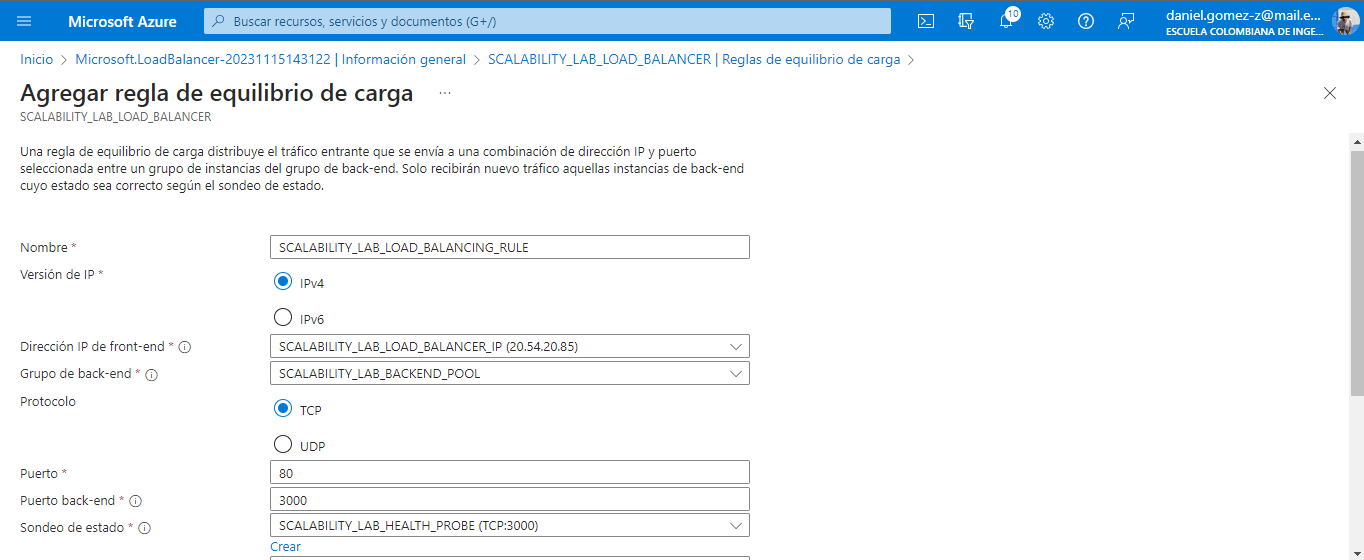 Microsoft Azure
Buscar recursos, servicios y documentos (G+/)
10
daniel.gomez-z@mail.e...
ESCUELA COLOMBIANA DE INGE...
Inicio > Microsoft.LoadBalancer-20231115143122 | Información general > SCALABILITY_LAB_LOAD_BALANCER | Reglas de equilibrio de carga >
Agregar regla de equilibrio de carga ...
SCALABILITY_LAB_LOAD_BALANCER
Una regla de equilibrio de carga distribuye el tráfico entrante que se envía a una combinación de dirección IP y puerto
seleccionada entre un grupo de instancias del grupo de back-end. Solo recibirán nuevo tráfico aquellas instancias de back-end
cuyo estado sea correcto según el sondeo de estado.
Nombre * SCALABILITY_LAB_LOAD_BALANCING_RULE
Versión de IP *
IPv4
IPv6
Dirección IP de front-end * SCALABILITY_LAB_LOAD_BALANCER_IP (20.54.20.85)
Grupo de back-end * SCALABILITY_LAB_BACKEND_POOL
Protocolo
TCP
UDP
Puerto * 80
Puerto back-end * 3000
Sondeo de estado * SCALABILITY_LAB_HEALTH_PROBE (TCP:3000)
Crear